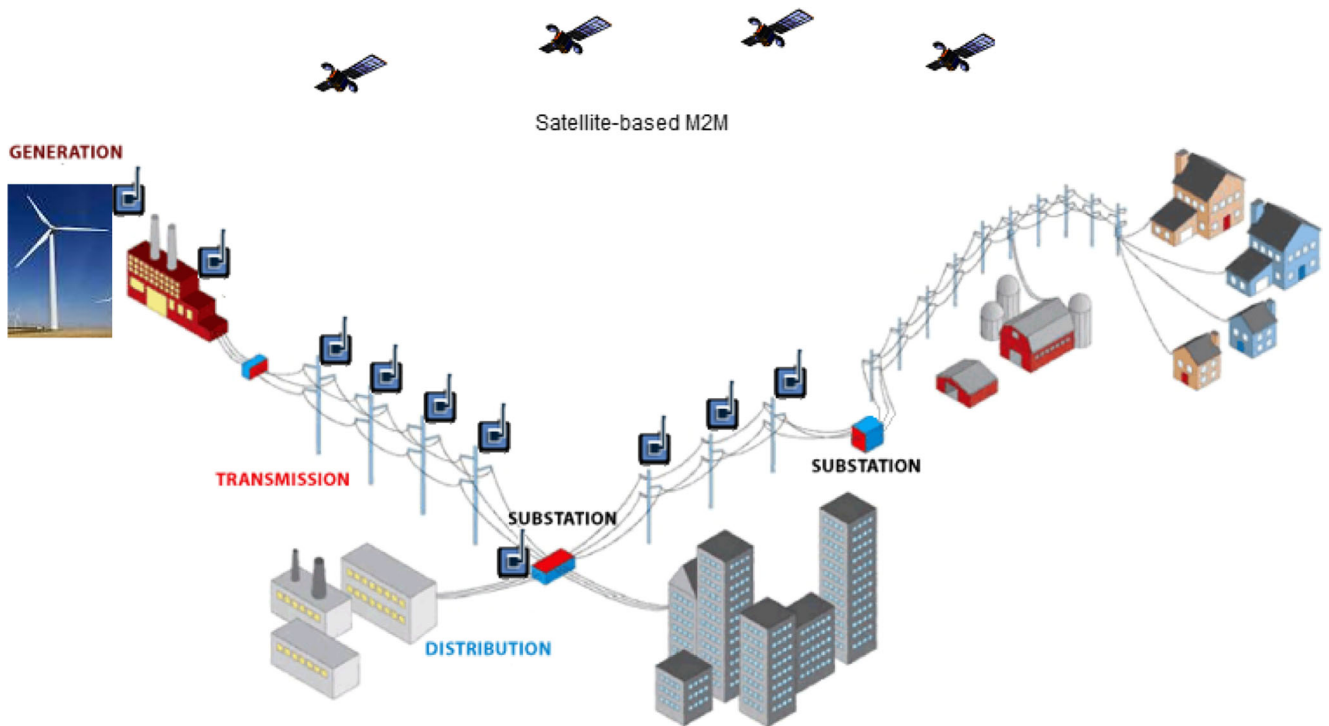 Satellite-based M2M
GENERATION
TRANSMISSION
SUBSTATION
SUBSTATION
DISTRIBUTION